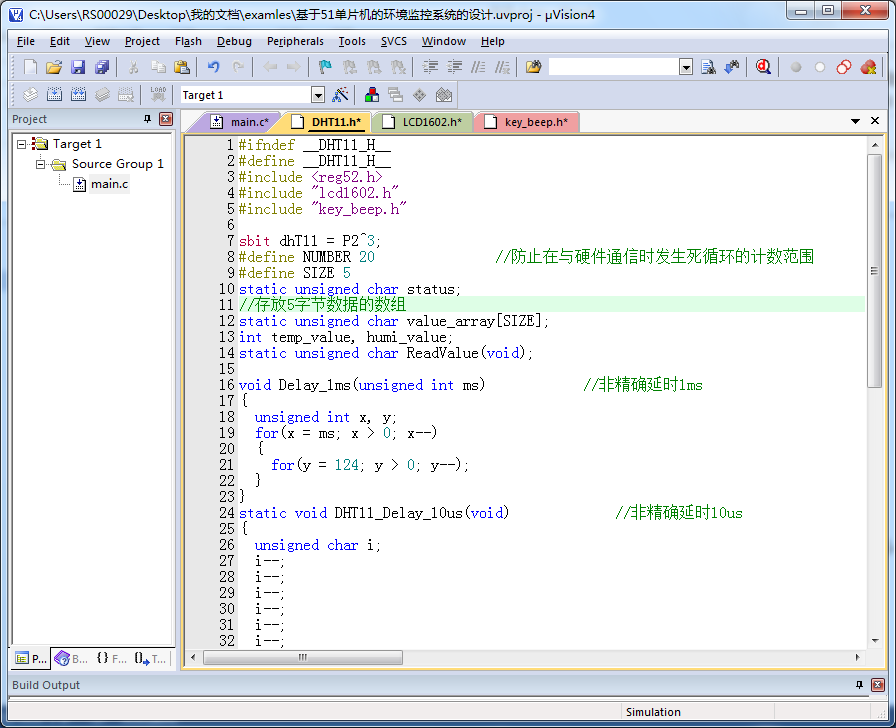 C:\Users\RS00029\Desktop\我的文档\examles\基于51单片机的环境监控系统的设计.uvproj - µVision4
File Edit View Project Flash Debug Peripherals Tools SVCS Window Help
LOAD Target 1
Project
main.c* DHT11.h* LCD1602.h* key_beep.h*
Target 1
Source Group 1
main.c
1 #ifndef __DHT11_H__
2 #define __DHT11_H__
3 #include <reg52.h>
4 #include "lcd1602.h"
5 #include "key_beep.h"
6
7 sbit dhT11 = P2^3;
8 #define NUMBER 20 //防止在与硬件通信时发生死循环的计数范围
9 #define SIZE 5
10 static unsigned char status;
11 //存放5字节数据的数组
12 static unsigned char value_array[SIZE];
13 int temp_value, humi_value;
14 static unsigned char ReadValue(void);
15
16 void Delay_1ms(unsigned int ms) //非精确延时1ms
17 {
18 unsigned int x, y;
19 for(x = ms; x > 0; x--)
20 {
21 for(y = 124; y > 0; y--);
22 }
23 }
24 static void DHT11_Delay_10us(void) //非精确延时10us
25 {
26 unsigned char i;
27 i--;
28 i--;
29 i--;
30 i--;
31 i--;
32 i--;
P... B... {} F... 0 T...
Build Output
Simulation